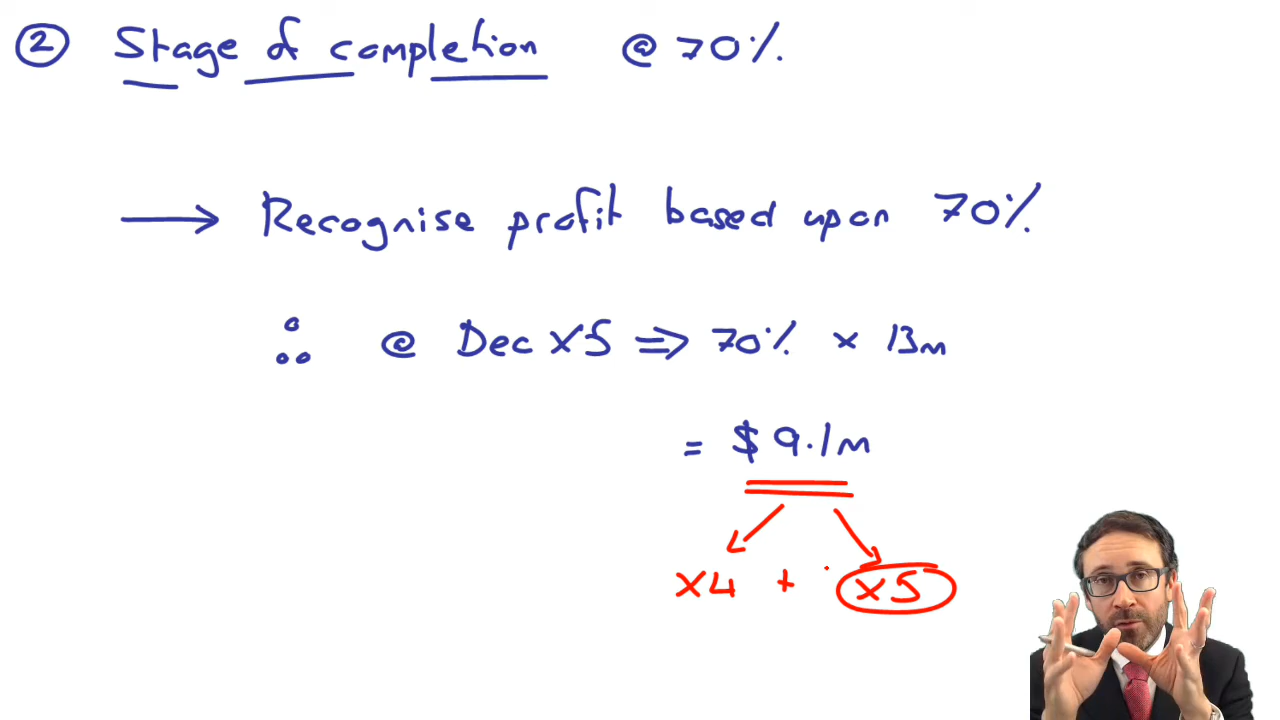 ② Stage of completion @ 70%
→ Recognise profit based upon 70%
∴ @ Dec X5 ⇒ 70% × 13m
= $9.1m
X4 + X5